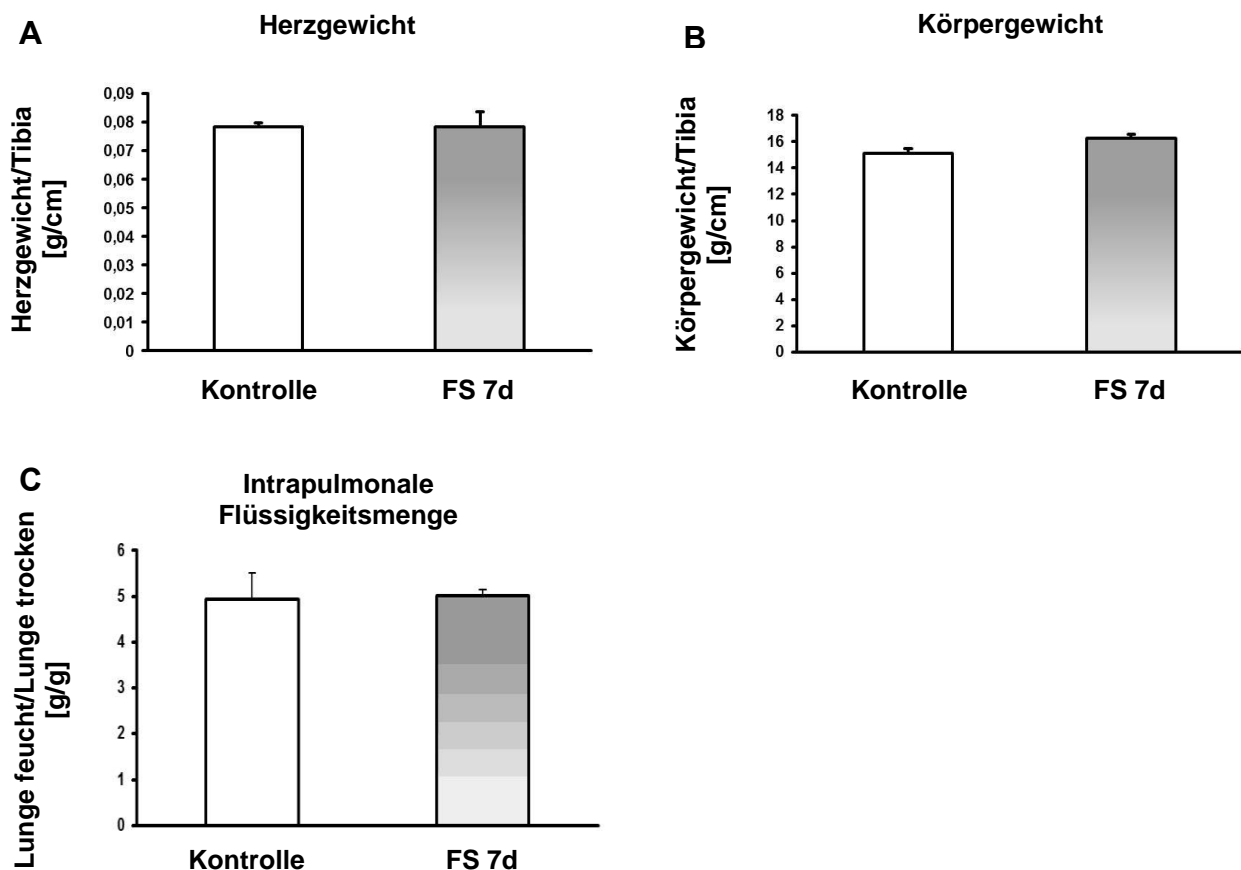 A
Herzgewicht
Herzgewicht/Tibia
[g/cm]
0,09
0,08
0,07
0,06
0,05
0,04
0,03
0,02
0,01
0
Kontrolle
FS 7d
B
Körpergewicht
Körpergewicht/Tibia
[g/cm]
18
16
14
12
10
8
6
4
2
0
Kontrolle
FS 7d
C
Intrapulmonale
Flüssigkeitsmenge
Lunge feucht/Lunge trocken
[g/g]
6
5
4
3
2
1
0
Kontrolle
FS 7d